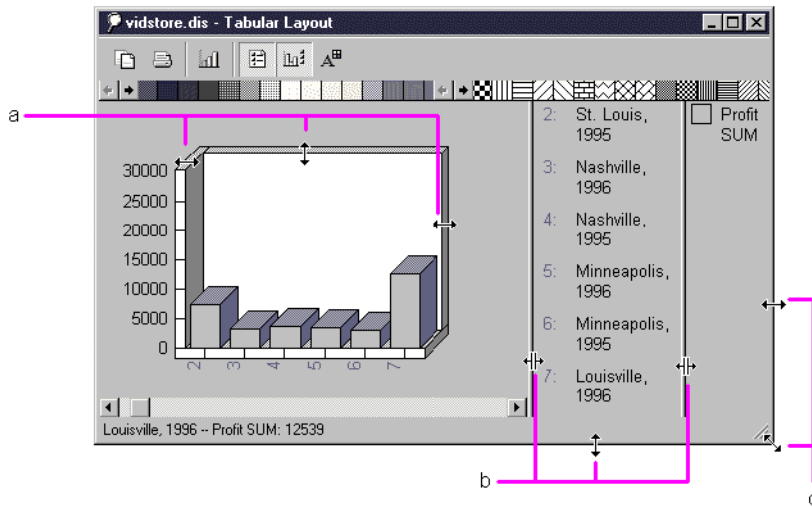 vidstore.dis - Tabular Layout
A
a
30000
25000
20000
15000
10000
5000
0
2
3
4
5
6
7
2: St. Louis,
1995
3: Nashville,
1996
4: Nashville,
1995
5: Minneapolis,
1996
6: Minneapolis,
1995
7: Louisville,
1996
Profit
SUM
Louisville, 1996 -- Profit SUM: 12539
b